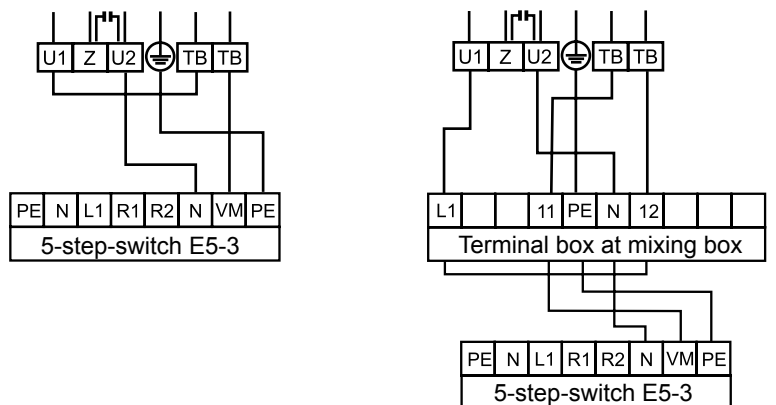 U1 Z U2 TB TB
PE N L1 R1 R2 N VM PE
5-step-switch E5-3
U1 Z U2 TB TB
L1 11 PE N 12
Terminal box at mixing box
PE N L1 R1 R2 N VM PE
5-step-switch E5-3